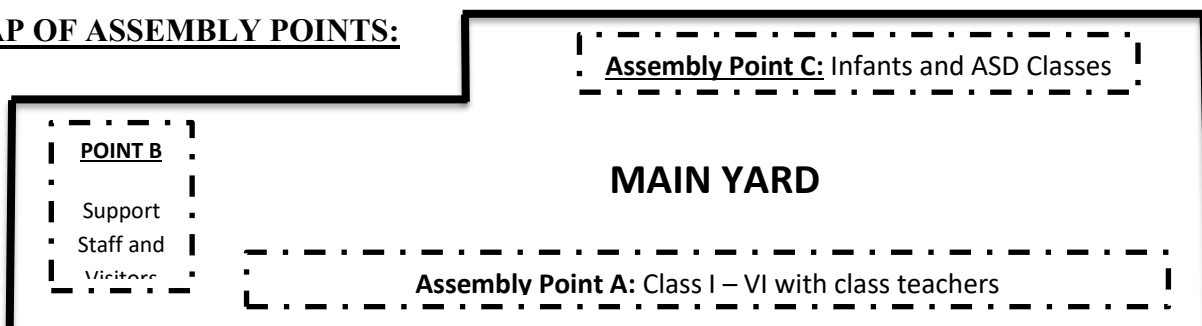 AP OF ASSEMBLY POINTS:
Assembly Point C: Infants and ASD Classes
POINT B
Support
Staff and
Visitors
MAIN YARD
Assembly Point A: Class I – VI with class teachers